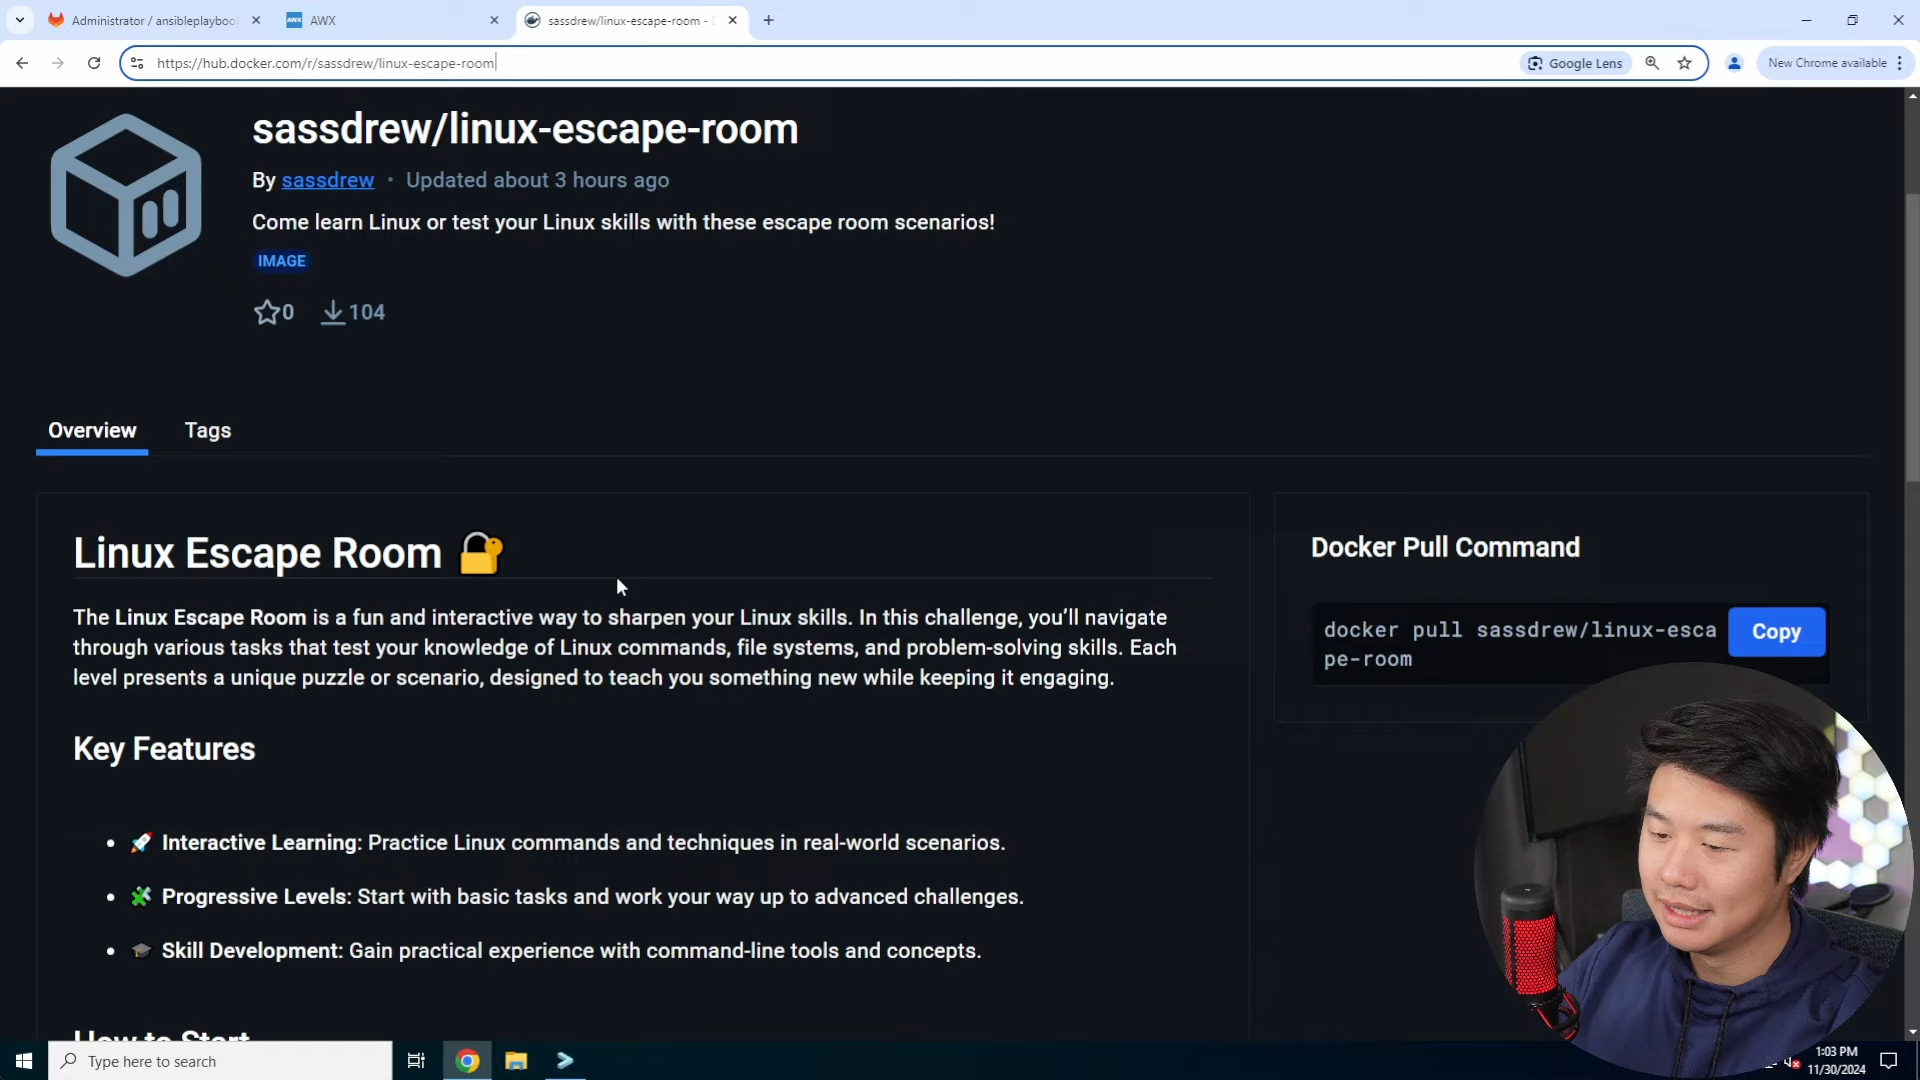 Administrator / ansibleplayboo
AWX
AWX
sassdrew/linux-escape-room -
https://hub.docker.com/r/sassdrew/linux-escape-room
Google Lens
New Chrome available
sassdrew/linux-escape-room
By sassdrew • Updated about 3 hours ago
Come learn Linux or test your Linux skills with these escape room scenarios!
IMAGE
0 104
Overview Tags
Linux Escape Room
The Linux Escape Room is a fun and interactive way to sharpen your Linux skills. In this challenge, you’ll navigate
through various tasks that test your knowledge of Linux commands, file systems, and problem-solving skills. Each
level presents a unique puzzle or scenario, designed to teach you something new while keeping it engaging.
Key Features
• Interactive Learning: Practice Linux commands and techniques in real-world scenarios.
• Progressive Levels: Start with basic tasks and work your way up to advanced challenges.
• Skill Development: Gain practical experience with command-line tools and concepts.
How to Start
Docker Pull Command
docker pull sassdrew/linux-esca
pe-room
Copy
Type here to search
1:03 PM
11/30/2024